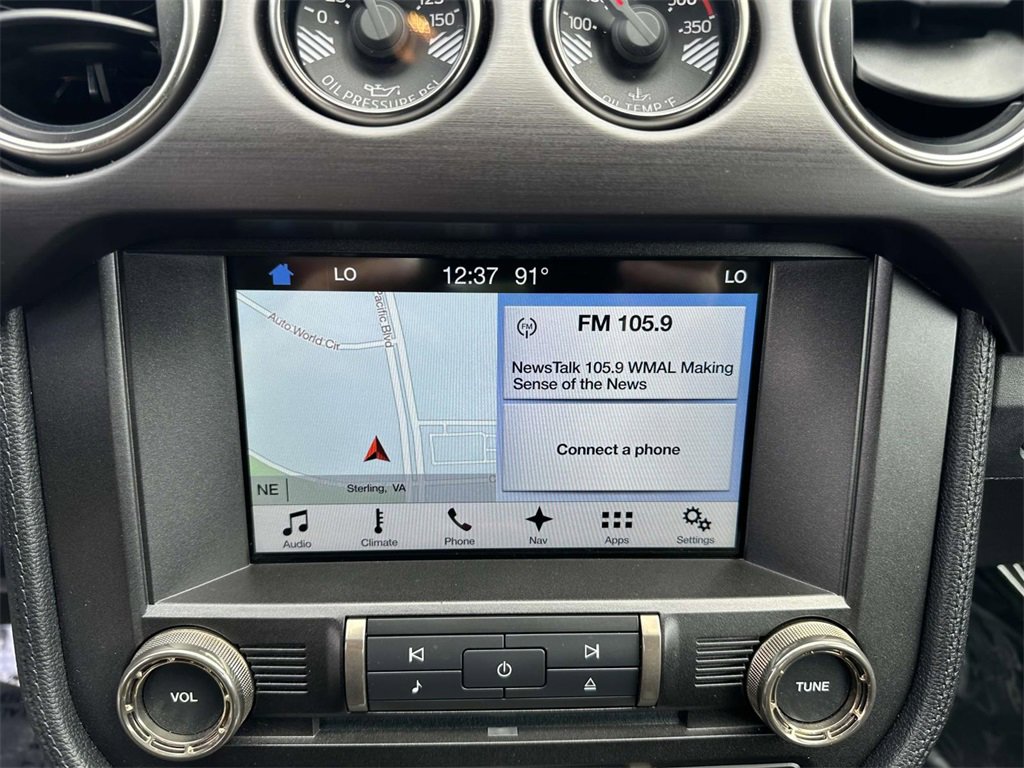 0
125
150
OIL PRESSURE PSI
100
300
350
OIL TEMP °F
LO
12:37 91°
LO
Auto World Cir
Pacific Blvd
NE
Sterling, VA
FM
FM 105.9
NewsTalk 105.9 WMAL Making
Sense of the News
Connect a phone
Audio
Climate
Phone
Nav
Apps
Settings
VOL
TUNE